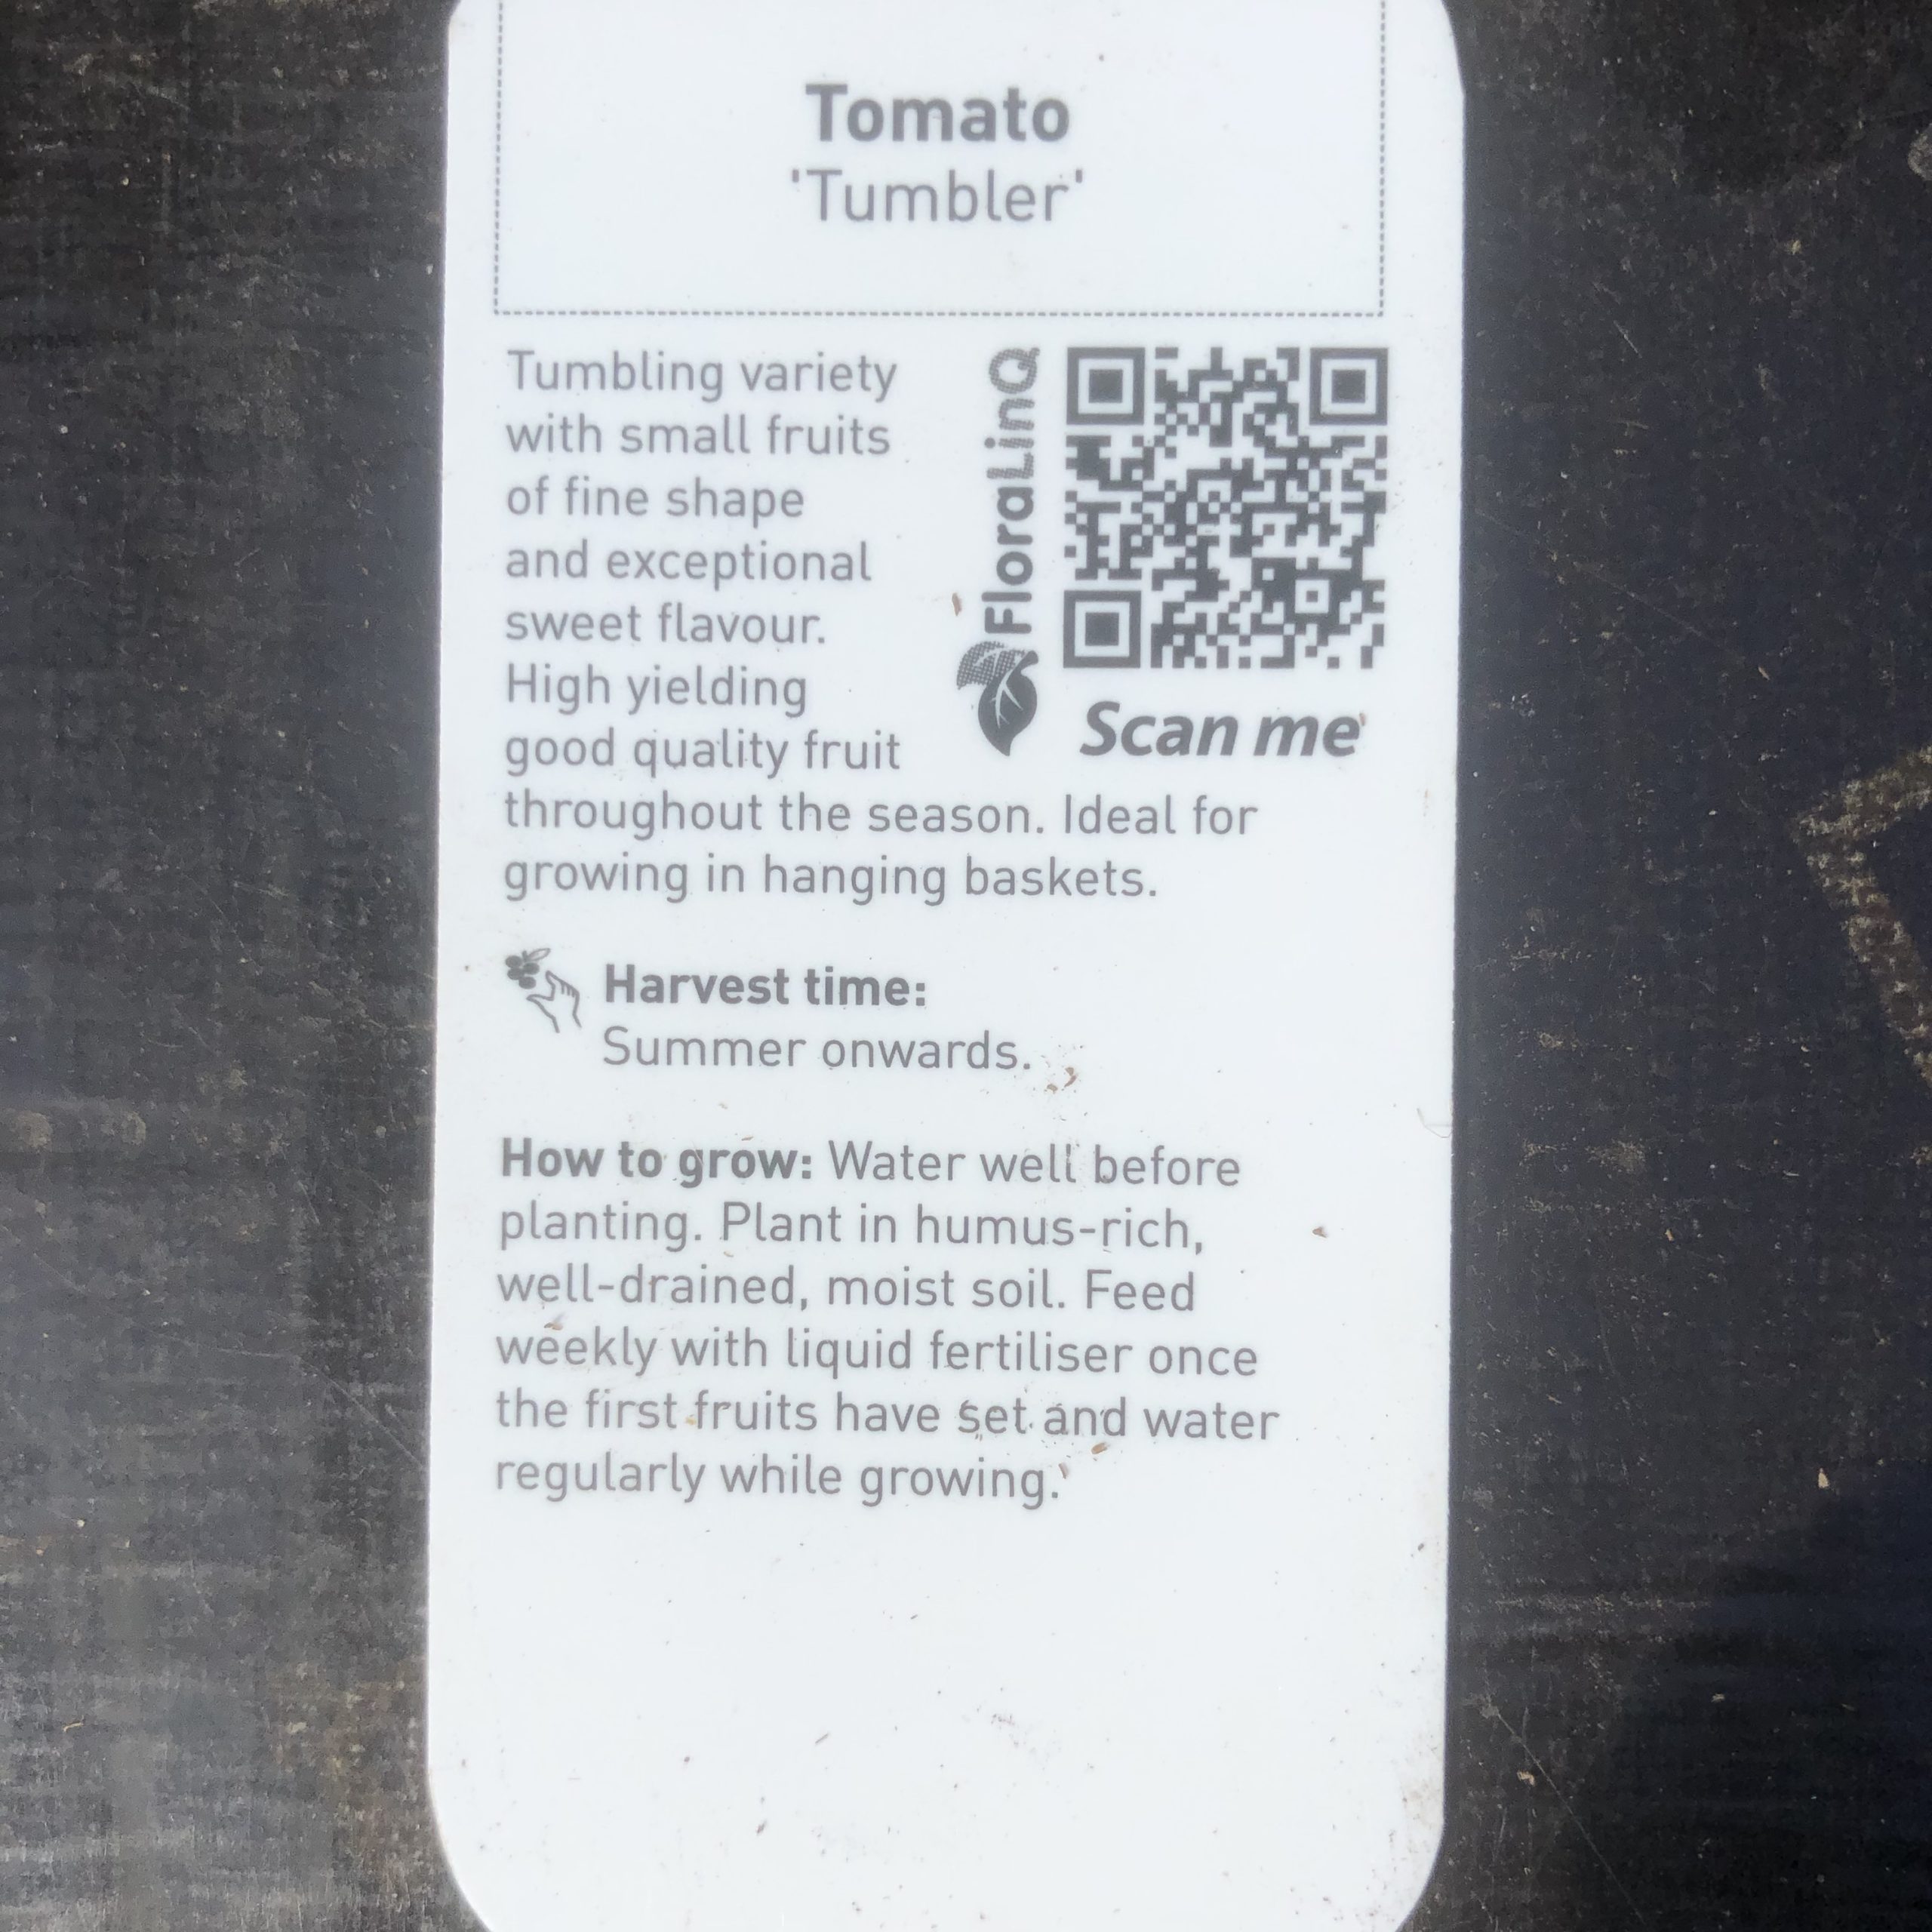 Tomato
'Tumbler'
Tumbling variety
with small fruits
of fine shape
and exceptional
sweet flavour.
High yielding
good quality fruit
throughout the season. Ideal for
growing in hanging baskets.
FloraLinQ
Scan me
Harvest time:
Summer onwards.
How to grow: Water well before
planting. Plant in humus-rich,
well-drained, moist soil. Feed
weekly with liquid fertiliser once
the first fruits have set and water
regularly while growing.